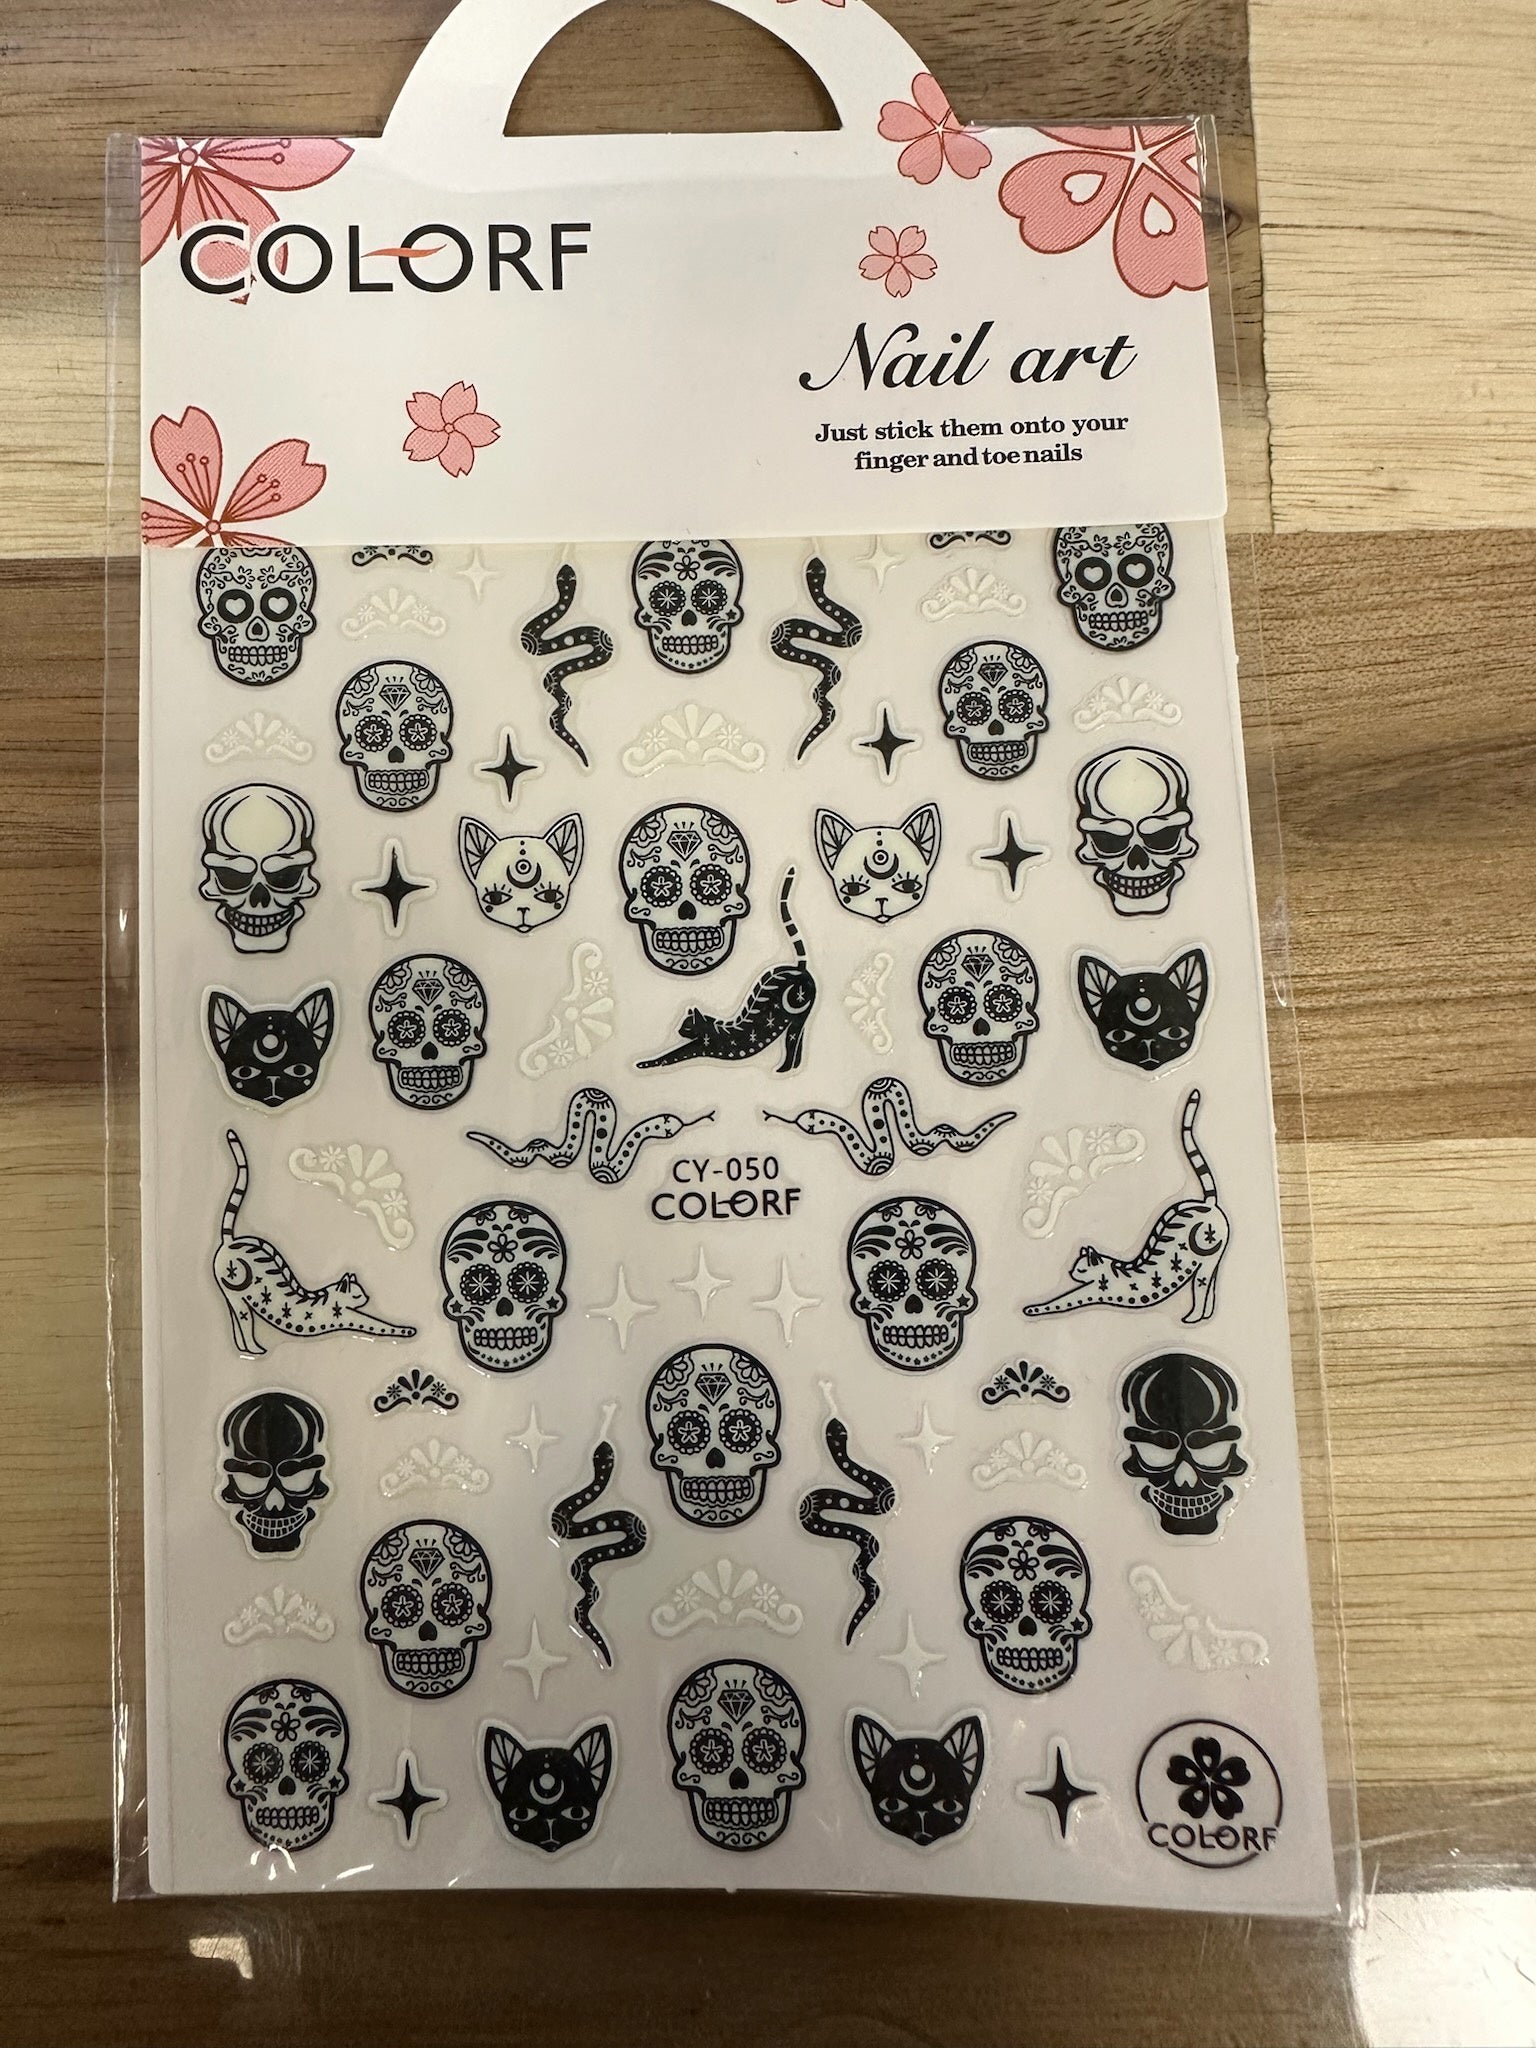 COLORF
Nail art
Just stick them onto your
finger and toe nails
CY-050
COLORF
COLORF